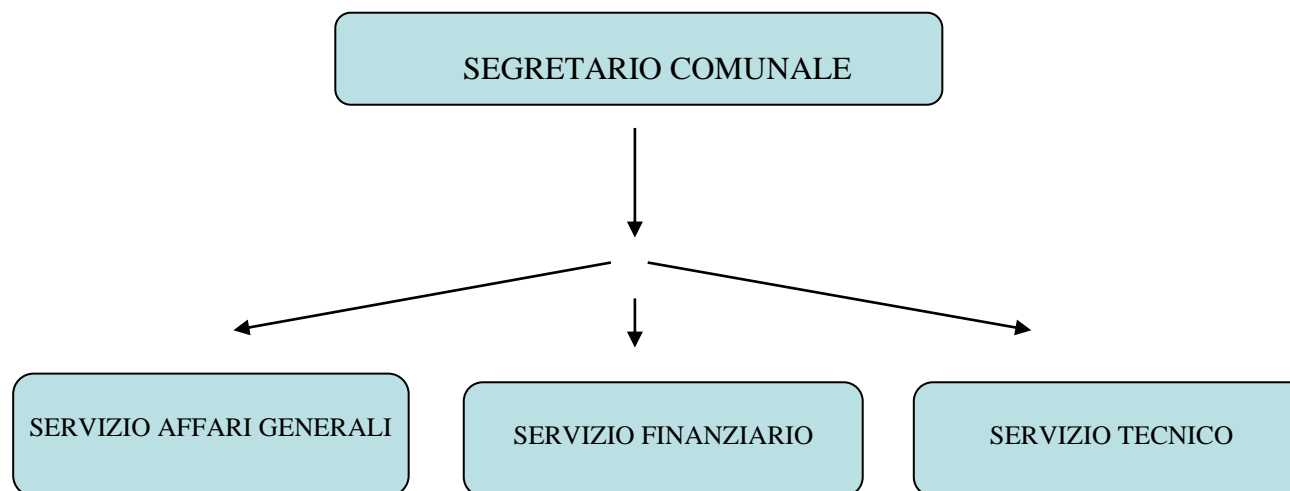 SEGRETARIO COMUNALE
SERVIZIO AFFARI GENERALI
SERVIZIO FINANZIARIO
SERVIZIO TECNICO